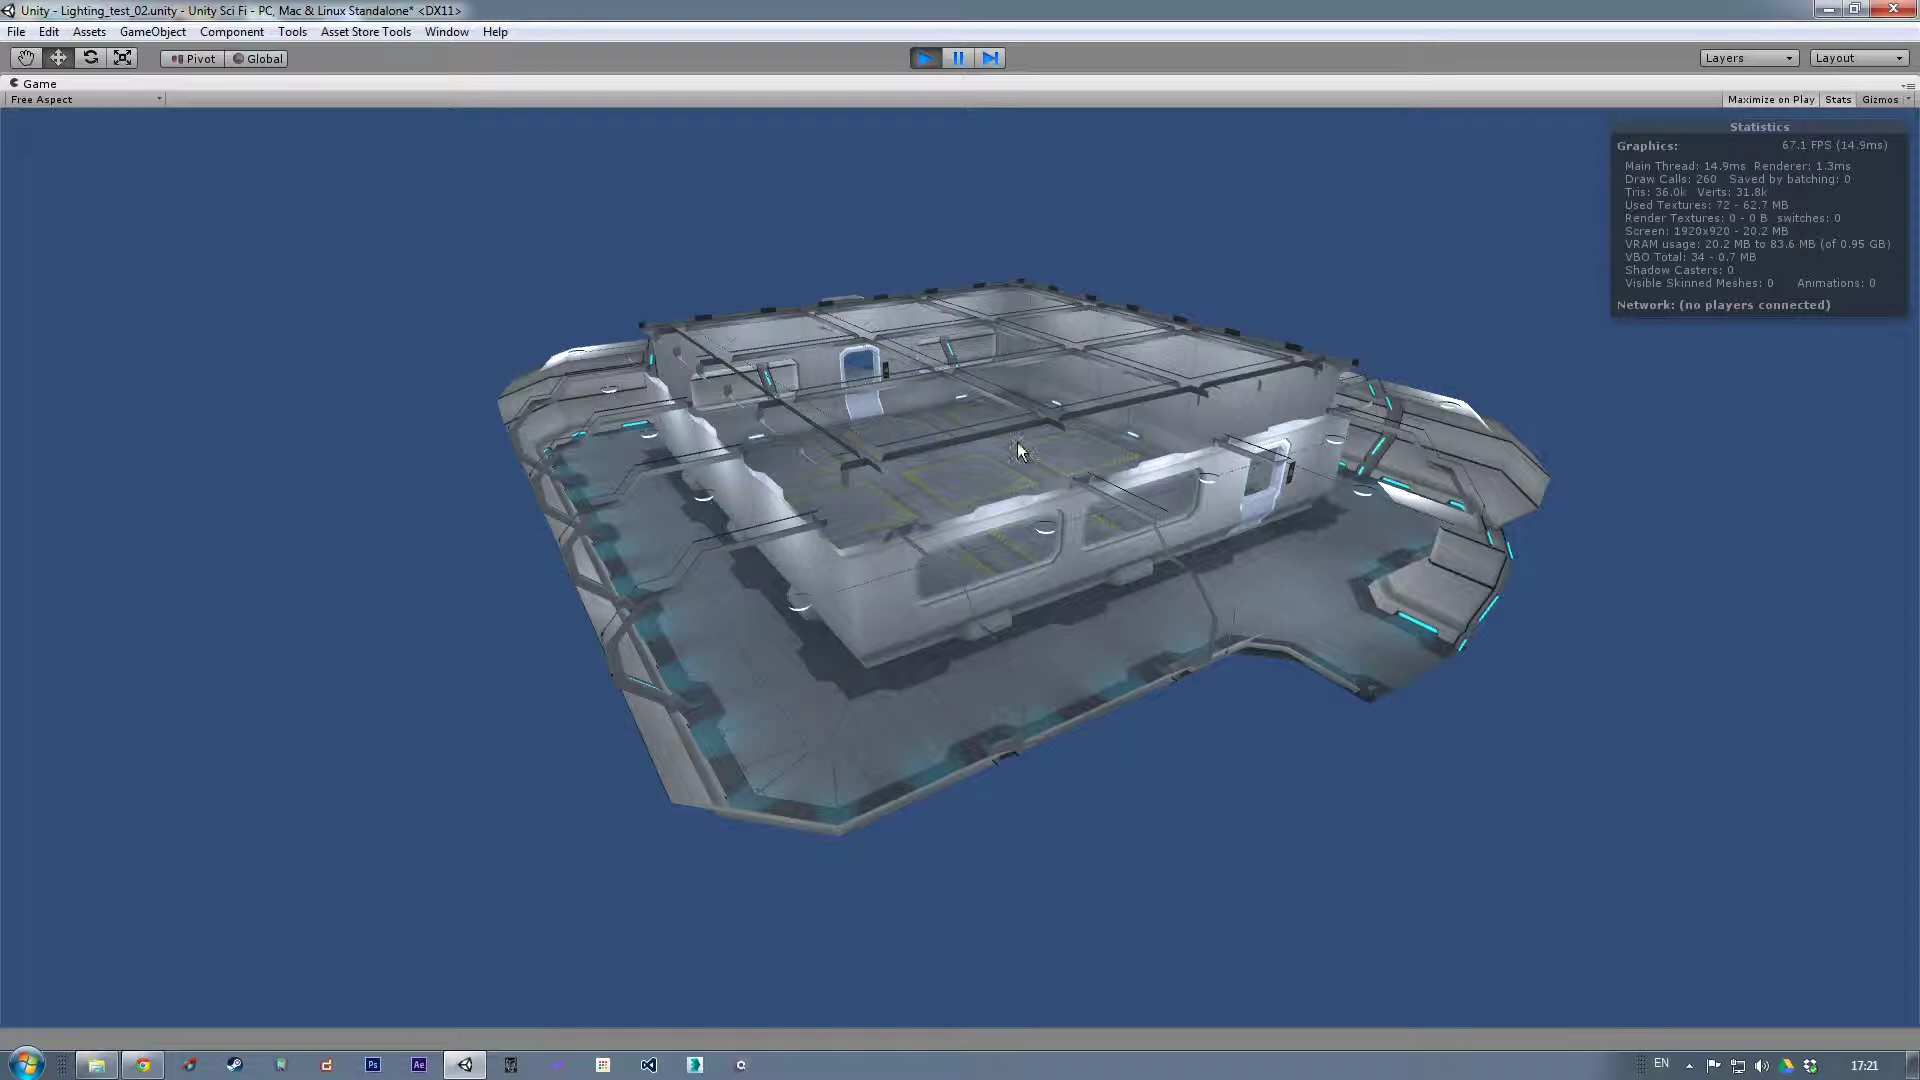 Unity - Lighting_test_02.unity - Unity Sci Fi - PC, Mac & Linux Standalone* <DX11>
File Edit Assets GameObject Component Tools Asset Store Tools Window Help
Pivot Global Layers Layout
Game
Free Aspect Maximize on Play Stats Gizmos
Statistics
Graphics: 67.1 FPS (14.9ms)
Main Thread: 14.9ms Renderer: 1.3ms
Draw Calls: 260 Saved by batching: 0
Tris: 36.0k Verts: 31.8k
Used Textures: 72 - 62.7 MB
Render Textures: 0 - 0 B switches: 0
Screen: 1920x920 - 20.2 MB
VRAM usage: 20.2 MB to 83.6 MB (of 0.95 GB)
VBO Total: 34 - 0.7 MB
Shadow Casters: 0
Visible Skinned Meshes: 0 Animations: 0
Network: (no players connected)
Ps Ae EN 17:21